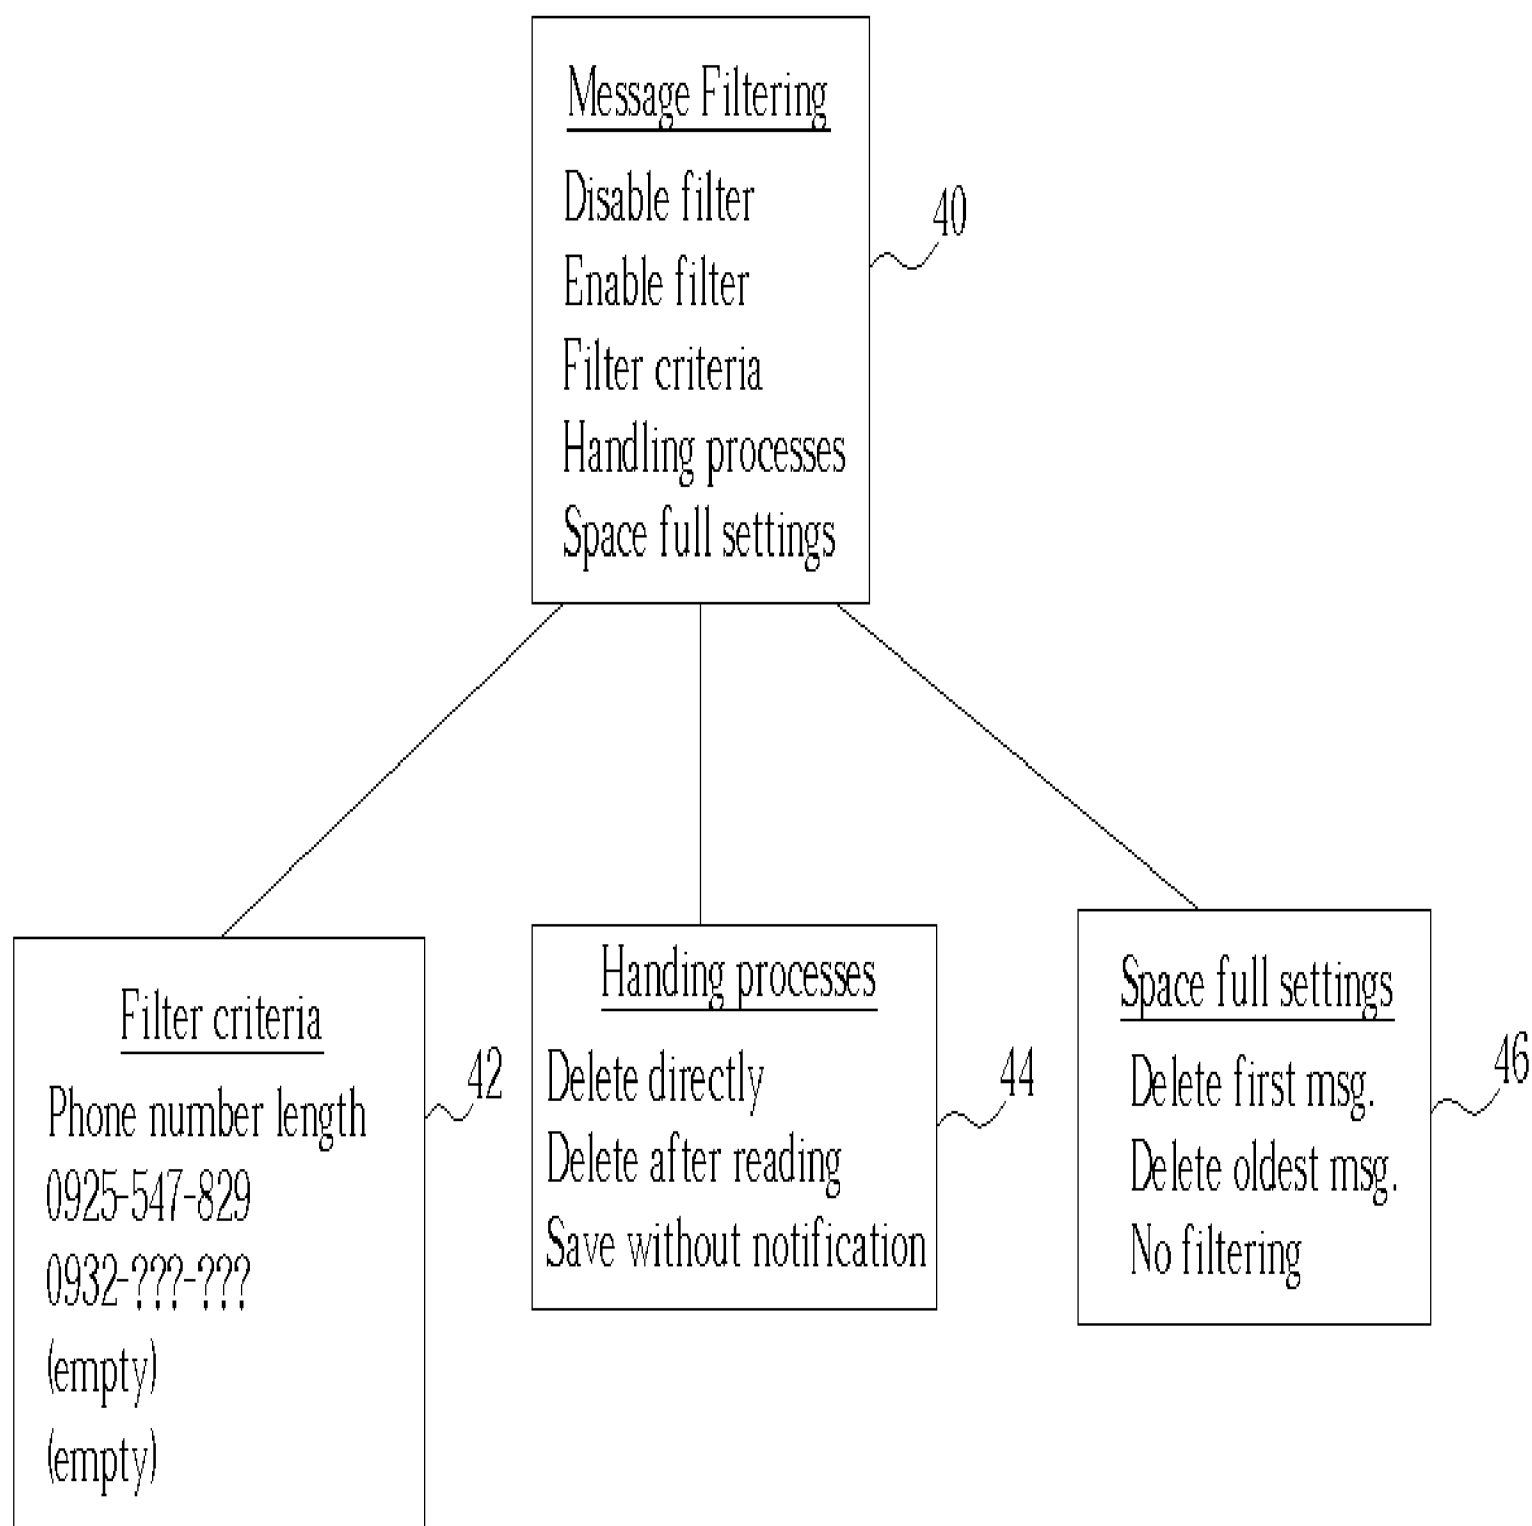 Message Filtering
Disable filter
Enable filter
Filter criteria
Handling processes
Space full settings
40
Filter criteria
Phone number length
0925-547-829
0932-???-???
(empty)
(empty)
42
Handing processes
Delete directly
Delete after reading
Save without notification
44
Space full settings
Delete first msg.
Delete oldest msg.
No filtering
46